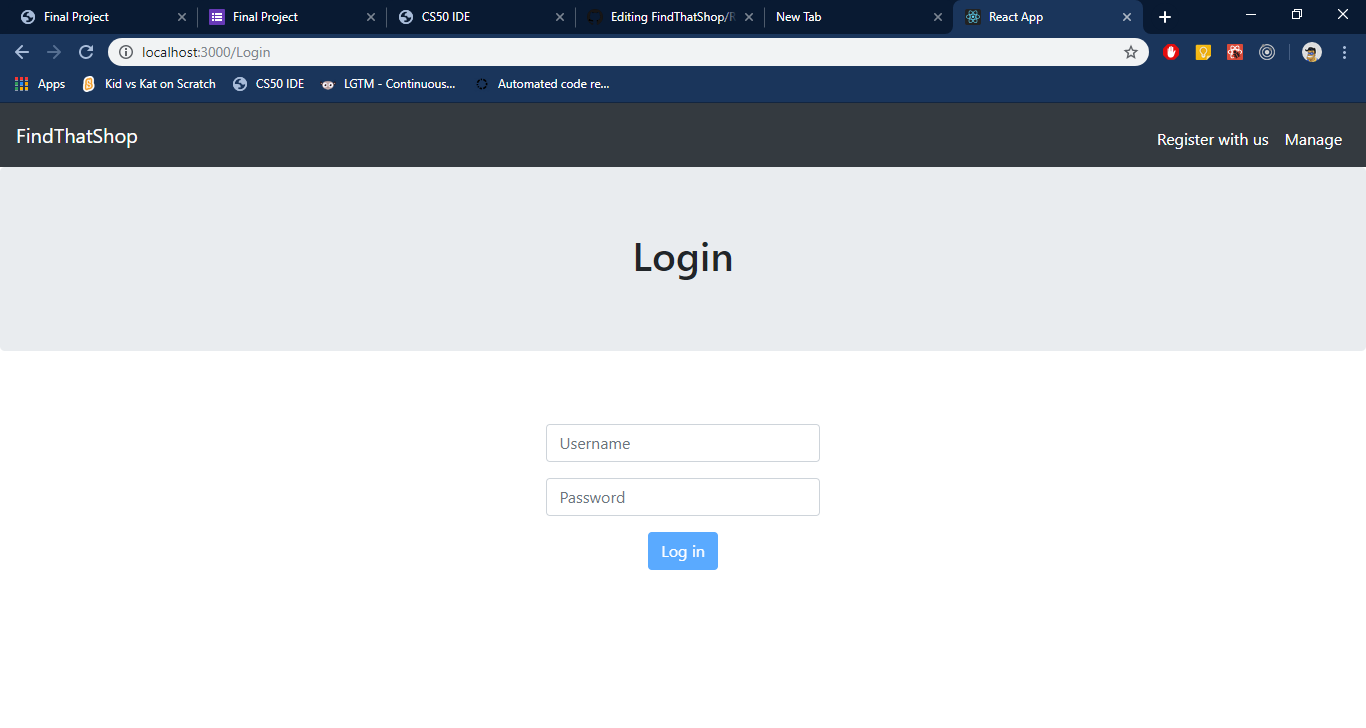 Final Project
Final Project
CS50 IDE
Editing FindThatShop/R
New Tab
React App
localhost:3000/Login
Apps
Kid vs Kat on Scratch
CS50 IDE
LGTM - Continuous...
Automated code re...
FindThatShop
Register with us
Manage
Login
Username
Password
Log in